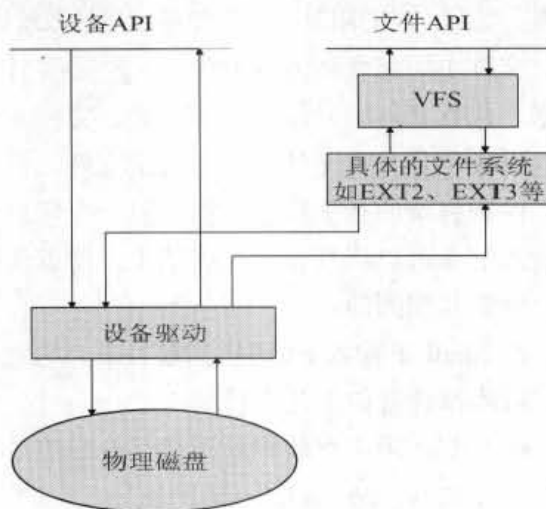 设备API
文件API
VFS
具体的文件系统
如EXT2、EXT3等
设备驱动
物理磁盘